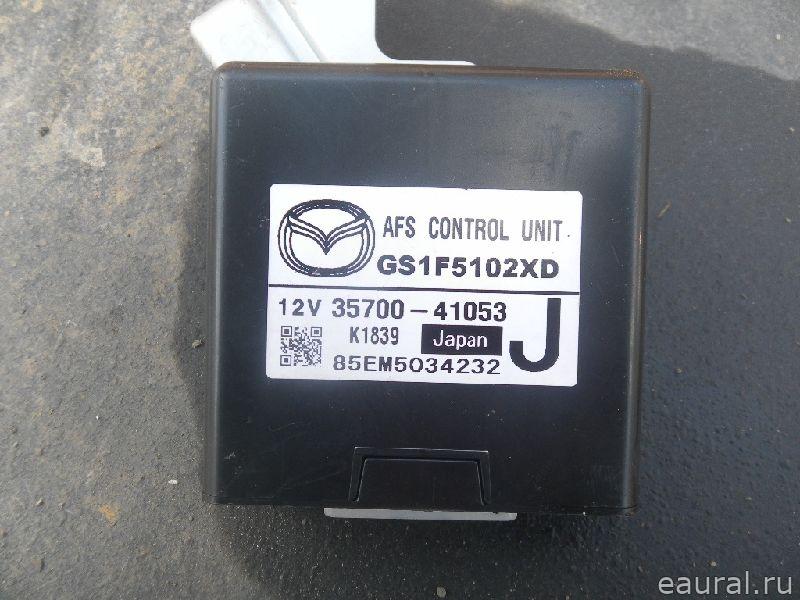 AFS CONTROL UNIT
GS1F5102XD
12V 35700-41053
K1839 Japan J
85EM5034232
eaural.ru